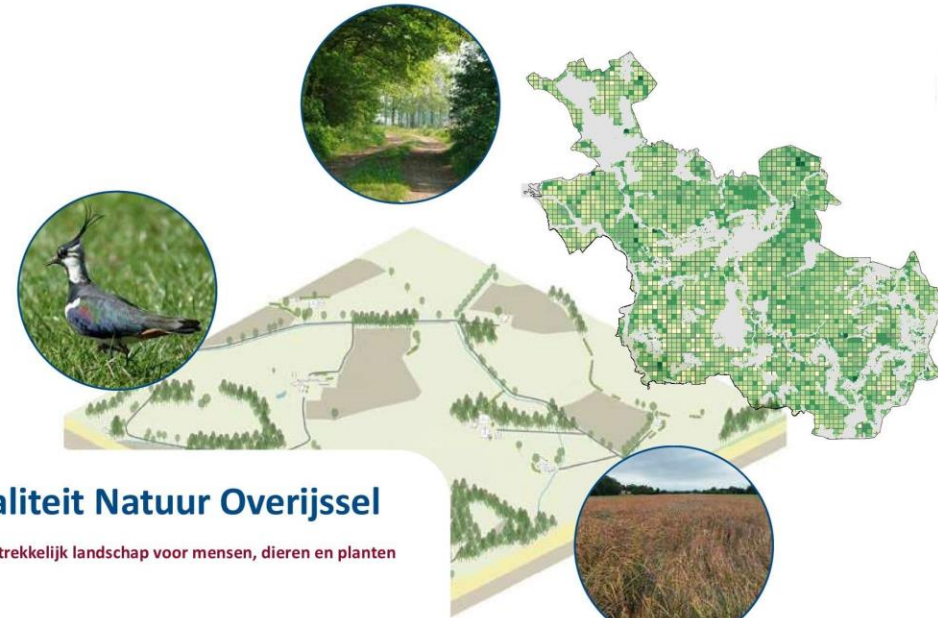 aliteit Natuur Overijssel
trekkelijk landschap voor mensen, dieren en planten